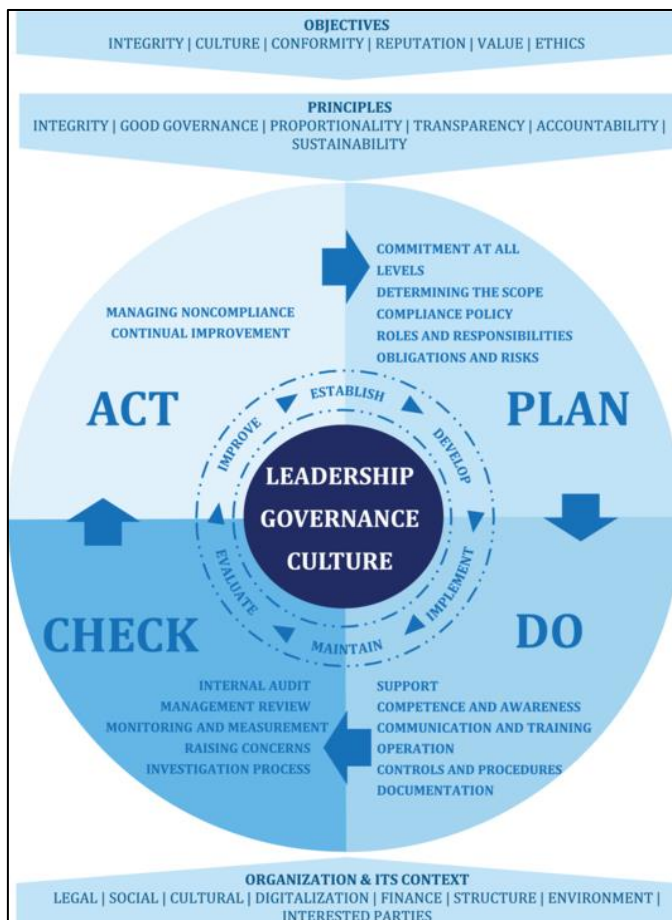 OBJECTIVES
INTEGRITY | CULTURE | CONFORMITY | REPUTATION | VALUE | ETHICS
PRINCIPLES
INTEGRITY | GOOD GOVERNANCE | PROPORTIONALITY | TRANSPARENCY | ACCOUNTABILITY |
SUSTAINABILITY
MANAGING NONCOMPLIANCE
CONTINUAL IMPROVEMENT
ACT
COMMITMENT AT ALL
LEVELS
DETERMINING THE SCOPE
COMPLIANCE POLICY
ROLES AND RESPONSIBILITIES
OBLIGATIONS AND RISKS
PLAN
ESTABLISH
DEVELOP
IMPLEMENT
MAINTAIN
EVALUATE
IMPROVE
LEADERSHIP
GOVERNANCE
CULTURE
CHECK
INTERNAL AUDIT
MANAGEMENT REVIEW
MONITORING AND MEASUREMENT
RAISING CONCERNS
INVESTIGATION PROCESS
DO
SUPPORT
COMPETENCE AND AWARENESS
COMMUNICATION AND TRAINING
OPERATION
CONTROLS AND PROCEDURES
DOCUMENTATION
ORGANIZATION & ITS CONTEXT
LEGAL | SOCIAL | CULTURAL | DIGITALIZATION | FINANCE | STRUCTURE | ENVIRONMENT |
INTERESTED PARTIES